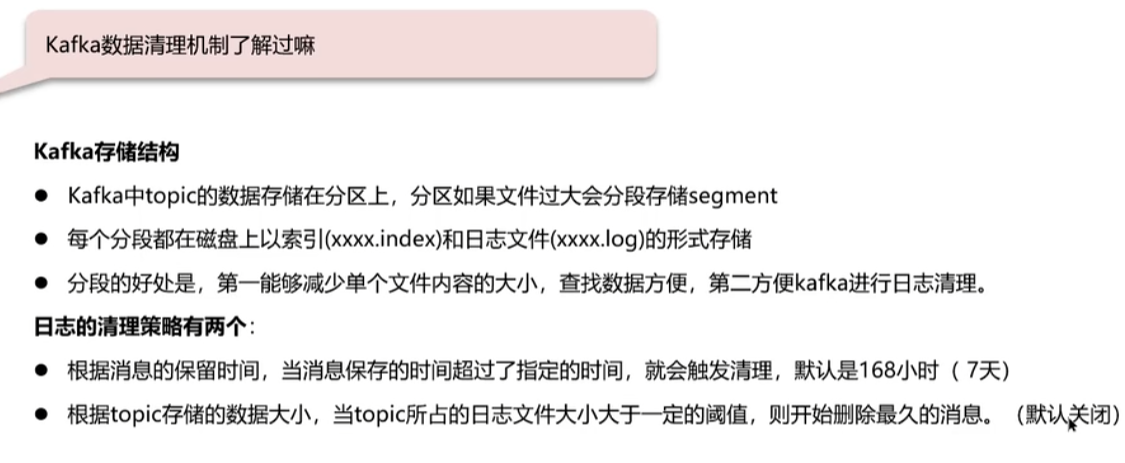 Kafka数据清理机制了解过嘛
Kafka存储结构
● Kafka中topic的数据存储在分区上，分区如果文件过大会分段存储segment
● 每个分段都在磁盘上以索引(xxxx.index)和日志文件(xxxx.log)的形式存储
● 分段的好处是，第一能够减少单个文件内容的大小，查找数据方便，第二方便kafka进行日志清理。
日志的清理策略有两个：
● 根据消息的保留时间，当消息保存的时间超过了指定的时间，就会触发清理，默认是168小时（ 7天）
● 根据topic存储的数据大小，当topic所占的日志文件大小大于一定的阈值，则开始删除最久的消息。（默认关闭）